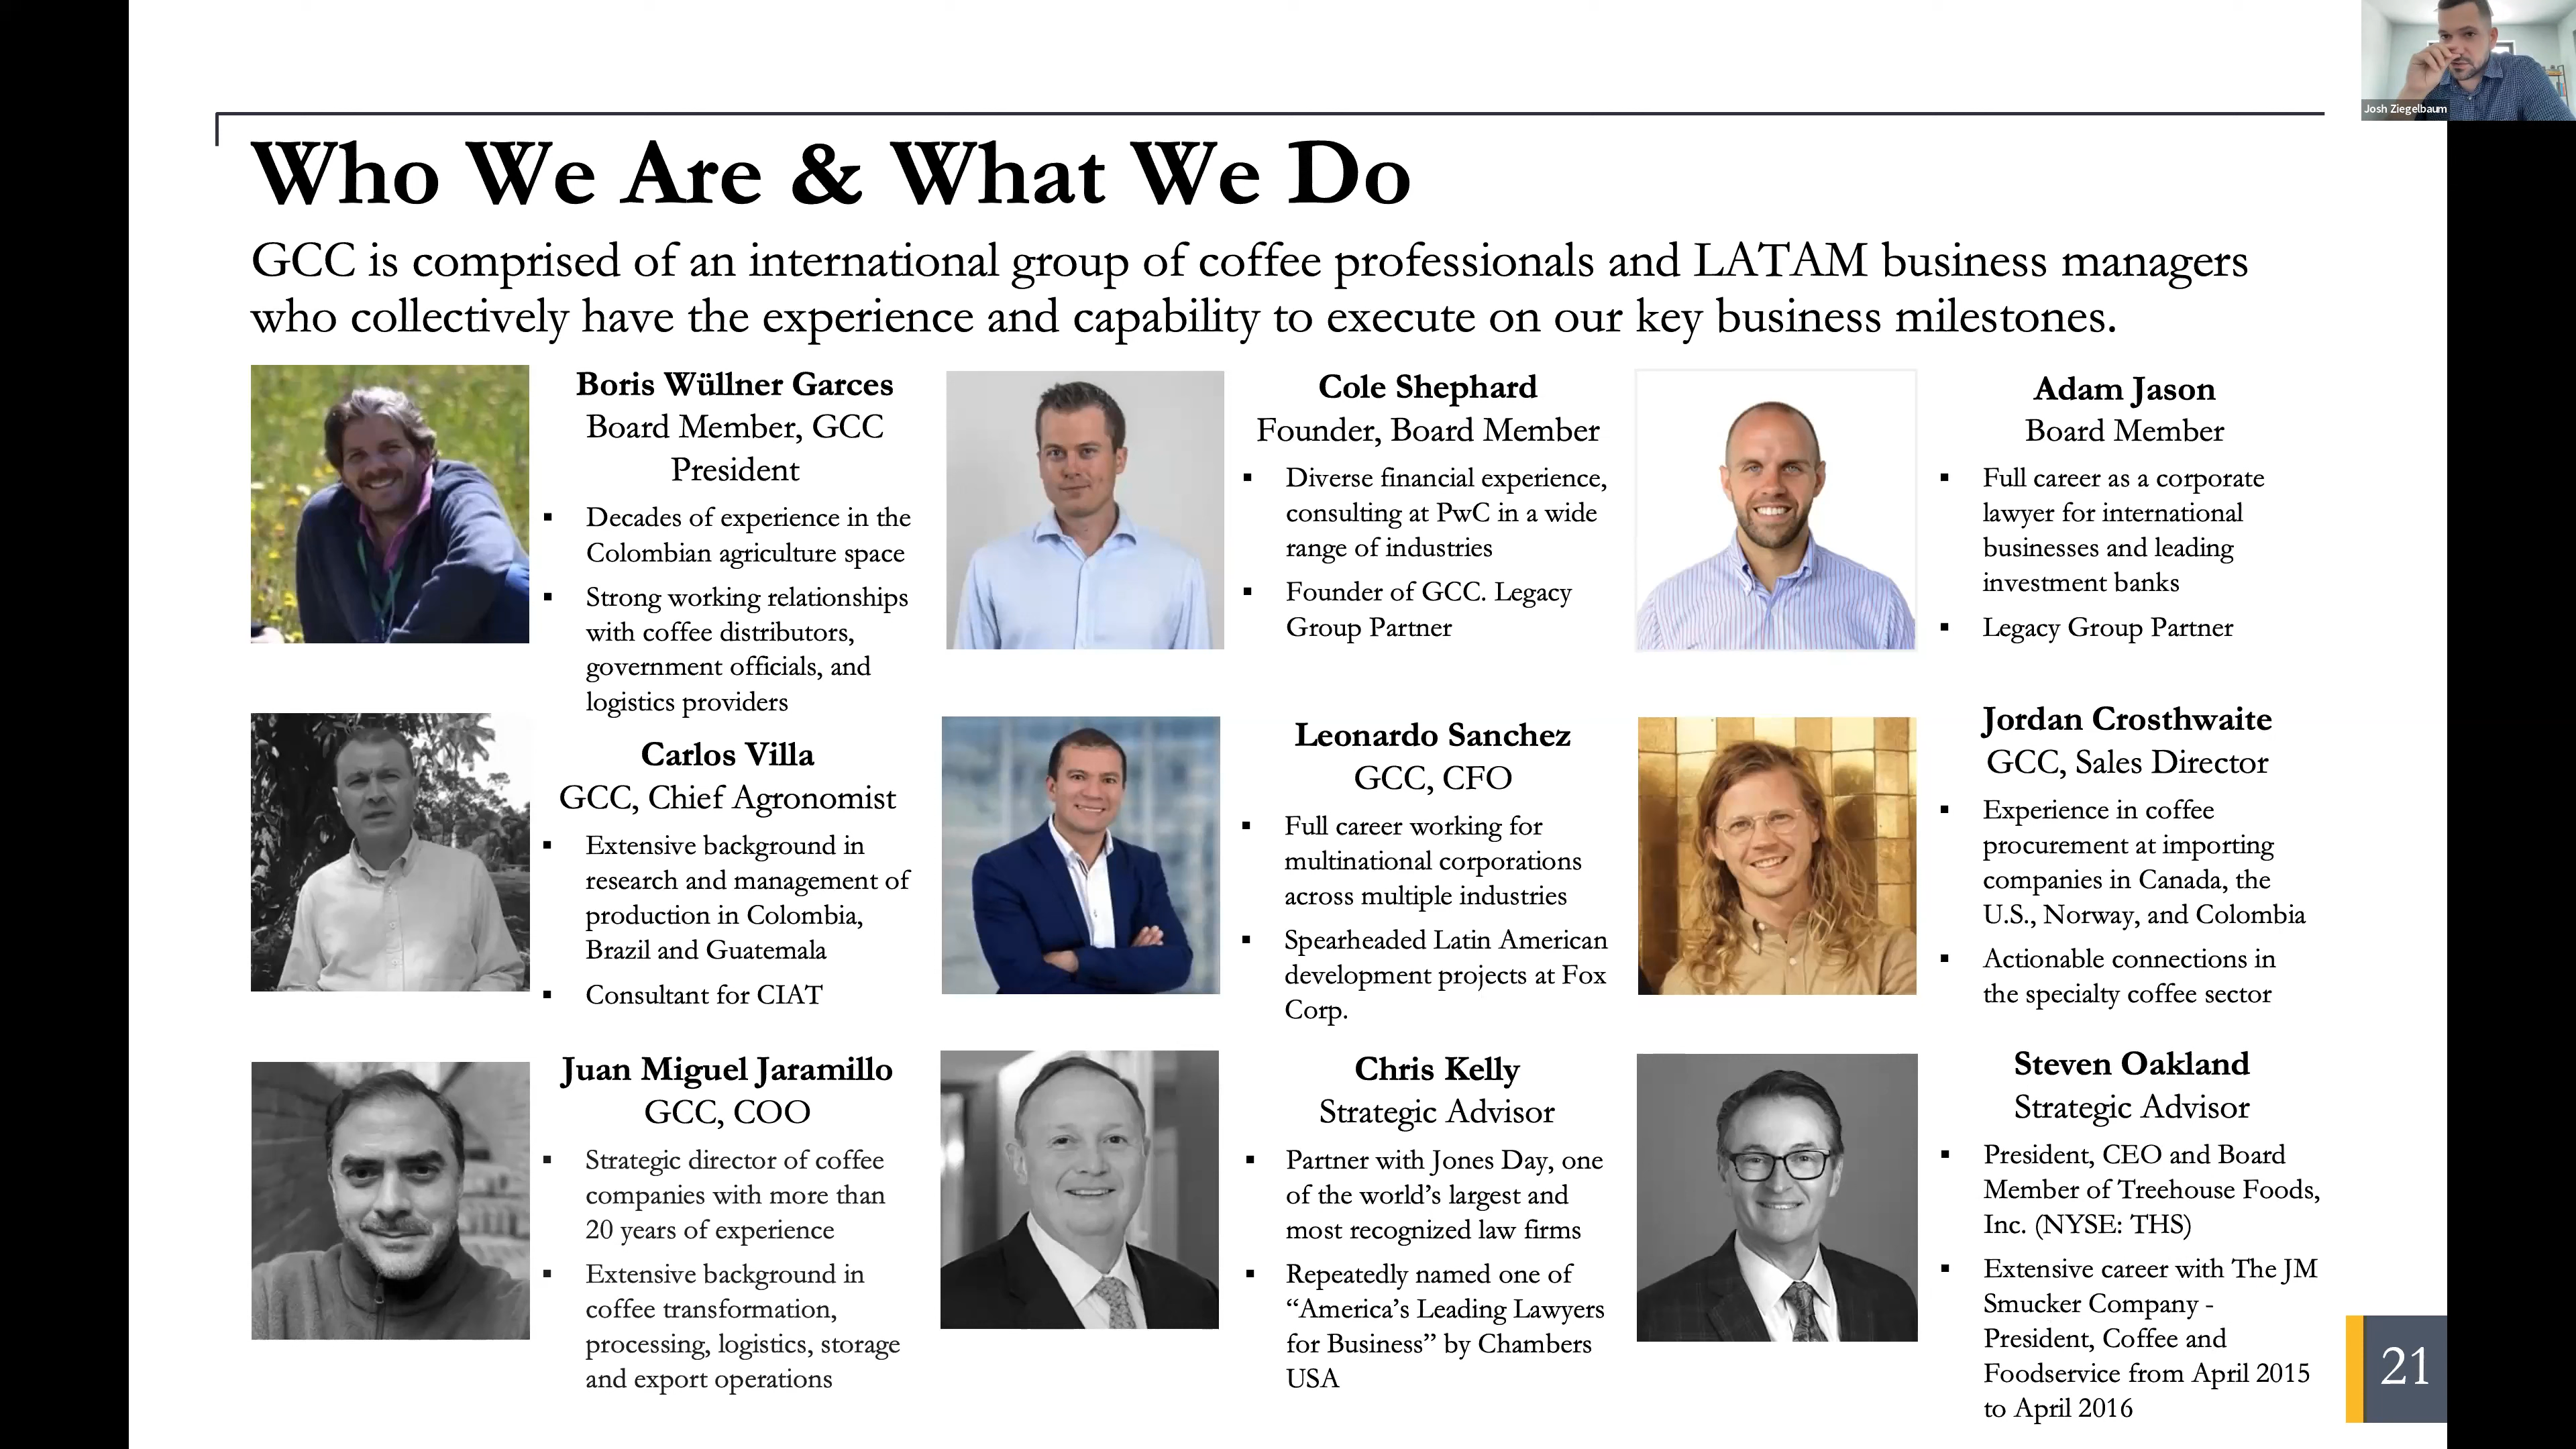 Josh Ziegelbaum
Who We Are & What We Do
GCC is comprised of an international group of coffee professionals and LATAM business managers
who collectively have the experience and capability to execute on our key business milestones.
Boris Wüllner Garces
Board Member, GCC
President
▪ Decades of experience in the
Colombian agriculture space
▪ Strong working relationships
with coffee distributors,
government officials, and
logistics providers
Cole Shephard
Founder, Board Member
▪ Diverse financial experience,
consulting at PwC in a wide
range of industries
▪ Founder of GCC. Legacy
Group Partner
Adam Jason
Board Member
▪ Full career as a corporate
lawyer for international
businesses and leading
investment banks
▪ Legacy Group Partner
Carlos Villa
GCC, Chief Agronomist
▪ Extensive background in
research and management of
production in Colombia,
Brazil and Guatemala
▪ Consultant for CIAT
Leonardo Sanchez
GCC, CFO
▪ Full career working for
multinational corporations
across multiple industries
▪ Spearheaded Latin American
development projects at Fox
Corp.
Jordan Crosthwaite
GCC, Sales Director
▪ Experience in coffee
procurement at importing
companies in Canada, the
U.S., Norway, and Colombia
▪ Actionable connections in
the specialty coffee sector
Juan Miguel Jaramillo
GCC, COO
▪ Strategic director of coffee
companies with more than
20 years of experience
▪ Extensive background in
coffee transformation,
processing, logistics, storage
and export operations
Chris Kelly
Strategic Advisor
▪ Partner with Jones Day, one
of the world's largest and
most recognized law firms
▪ Repeatedly named one of
“America’s Leading Lawyers
for Business” by Chambers
USA
Steven Oakland
Strategic Advisor
▪ President, CEO and Board
Member of Treehouse Foods,
Inc. (NYSE: THS)
▪ Extensive career with The JM
Smucker Company -
President, Coffee and
Foodservice from April 2015
to April 2016
21